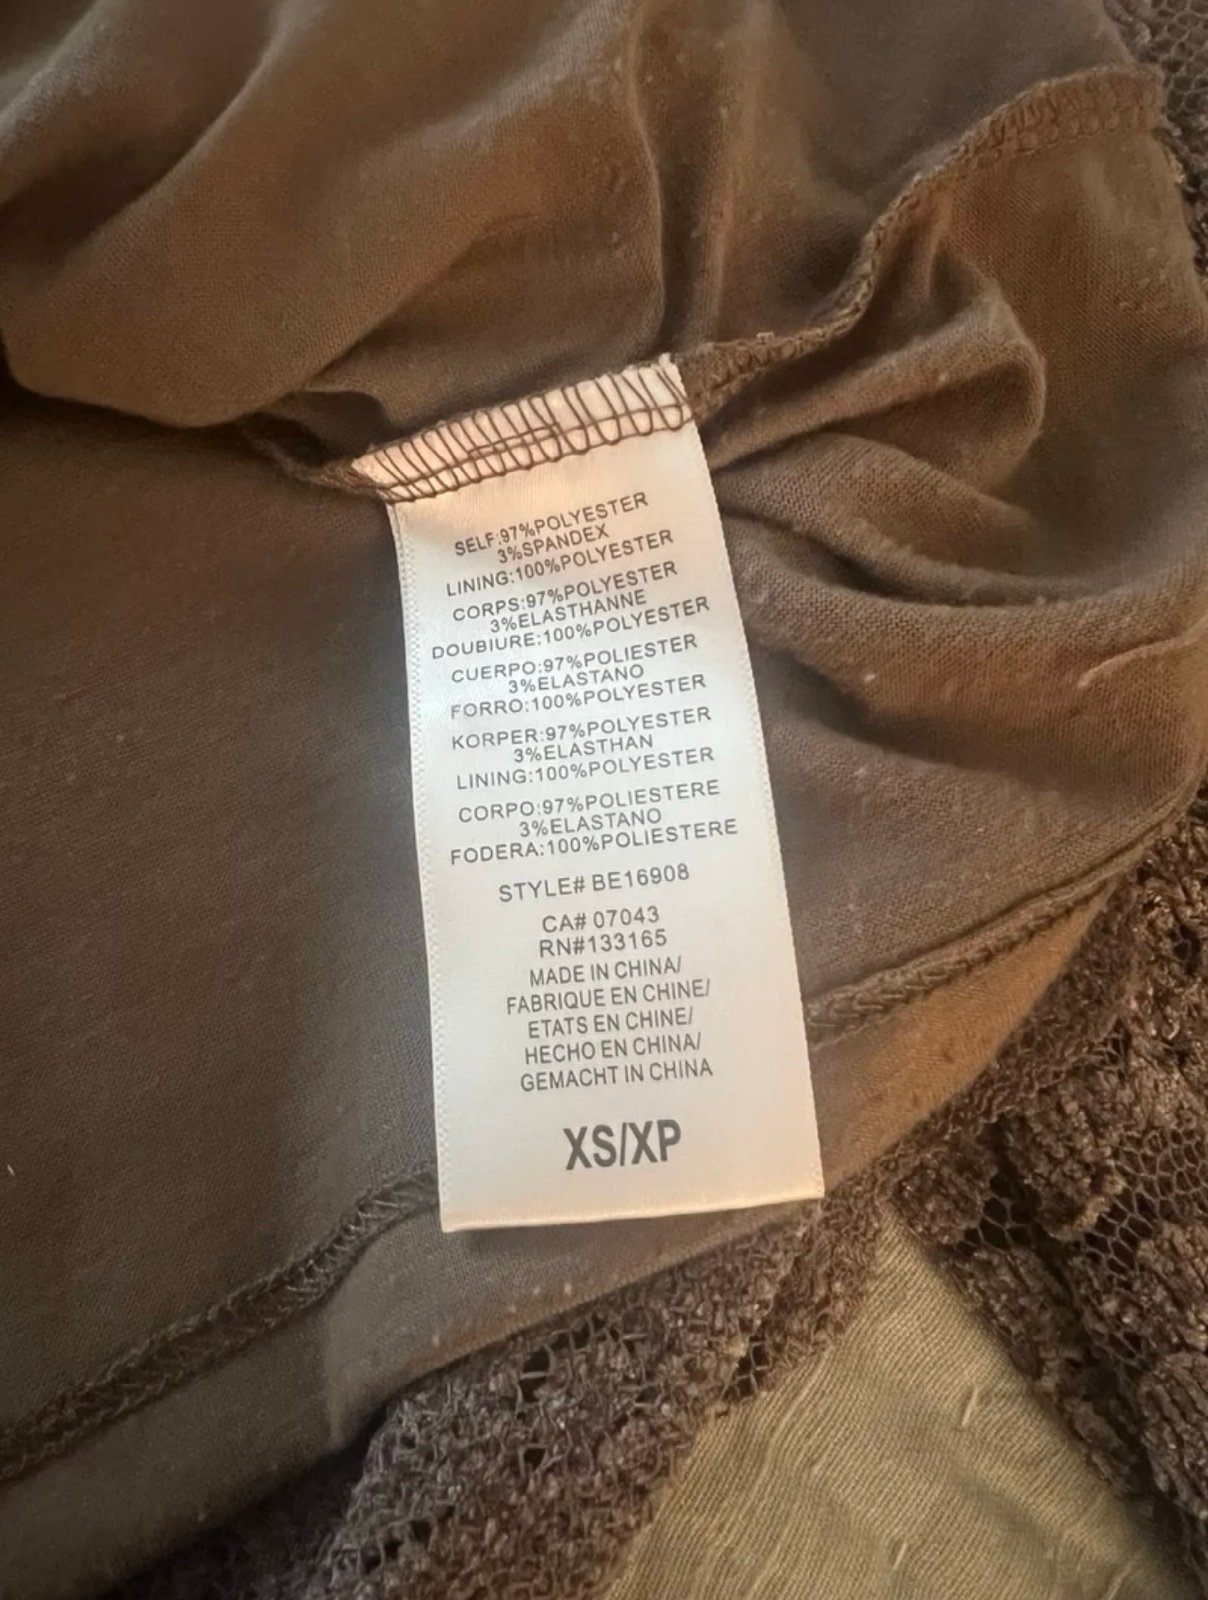 SELF:97%POLYESTER
3%SPANDEX
LINING:100%POLYESTER
CORPS:97%POLYESTER
3%ELASTHANNE
DOUBIURE:100%POLYESTER
CUERPO:97%POLIESTER
3%ELASTANO
FORRO:100%POLYESTER
KORPER:97%POLYESTER
3%ELASTHAN
LINING:100%POLYESTER
CORPO:97%POLIESTERE
3%ELASTANO
FODERA:100%POLIESTERE
STYLE# BE16908
CA# 07043
RN#133165
MADE IN CHINA/
FABRIQUE EN CHINE/
ETATS EN CHINE/
HECHO EN CHINA/
GEMACHT IN CHINA
XS/XP